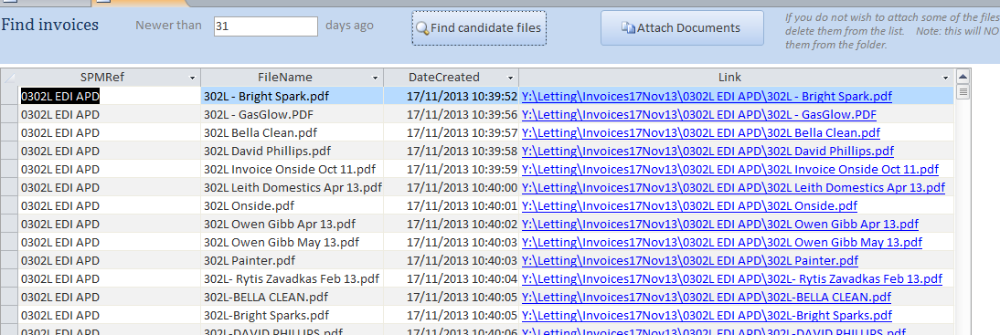 Find invoices Newer than 31 days ago Find candidate files Attach Documents
If you do not wish to attach some of the files
delete them from the list. Note: this will NO
them from the folder.
SPMRef FileName DateCreated Link
0302L EDI APD 302L - Bright Spark.pdf 17/11/2013 10:39:52 Y:\Letting\Invoices17Nov13\0302L EDI APD\302L - Bright Spark.pdf
0302L EDI APD 302L - GasGlow.PDF 17/11/2013 10:39:56 Y:\Letting\Invoices17Nov13\0302L EDI APD\302L - GasGlow.PDF
0302L EDI APD 302L Bella Clean.pdf 17/11/2013 10:39:57 Y:\Letting\Invoices17Nov13\0302L EDI APD\302L Bella Clean.pdf
0302L EDI APD 302L David Phillips.pdf 17/11/2013 10:39:58 Y:\Letting\Invoices17Nov13\0302L EDI APD\302L David Phillips.pdf
0302L EDI APD 302L Invoice Onside Oct 11.pdf 17/11/2013 10:39:59 Y:\Letting\Invoices17Nov13\0302L EDI APD\302L Invoice Onside Oct 11.pdf
0302L EDI APD 302L Leith Domestics Apr 13.pdf 17/11/2013 10:40:00 Y:\Letting\Invoices17Nov13\0302L EDI APD\302L Leith Domestics Apr 13.pdf
0302L EDI APD 302L Onside.pdf 17/11/2013 10:40:01 Y:\Letting\Invoices17Nov13\0302L EDI APD\302L Onside.pdf
0302L EDI APD 302L Owen Gibb Apr 13.pdf 17/11/2013 10:40:02 Y:\Letting\Invoices17Nov13\0302L EDI APD\302L Owen Gibb Apr 13.pdf
0302L EDI APD 302L Owen Gibb May 13.pdf 17/11/2013 10:40:03 Y:\Letting\Invoices17Nov13\0302L EDI APD\302L Owen Gibb May 13.pdf
0302L EDI APD 302L Painter.pdf 17/11/2013 10:40:03 Y:\Letting\Invoices17Nov13\0302L EDI APD\302L Painter.pdf
0302L EDI APD 302L- Rytis Zavadkas Feb 13.pdf 17/11/2013 10:40:04 Y:\Letting\Invoices17Nov13\0302L EDI APD\302L- Rytis Zavadkas Feb 13.pdf
0302L EDI APD 302L-BELLA CLEAN.pdf 17/11/2013 10:40:05 Y:\Letting\Invoices17Nov13\0302L EDI APD\302L-BELLA CLEAN.pdf
0302L EDI APD 302L-Bright Sparks.pdf 17/11/2013 10:40:05 Y:\Letting\Invoices17Nov13\0302L EDI APD\302L-Bright Sparks.pdf
0302L EDI APD 302L-DAVID PHILLIPS.pdf 17/11/2013 10:40:06 Y:\Letting\Invoices17Nov13\0302L EDI APD\302L-DAVID PHILLIPS.pdf